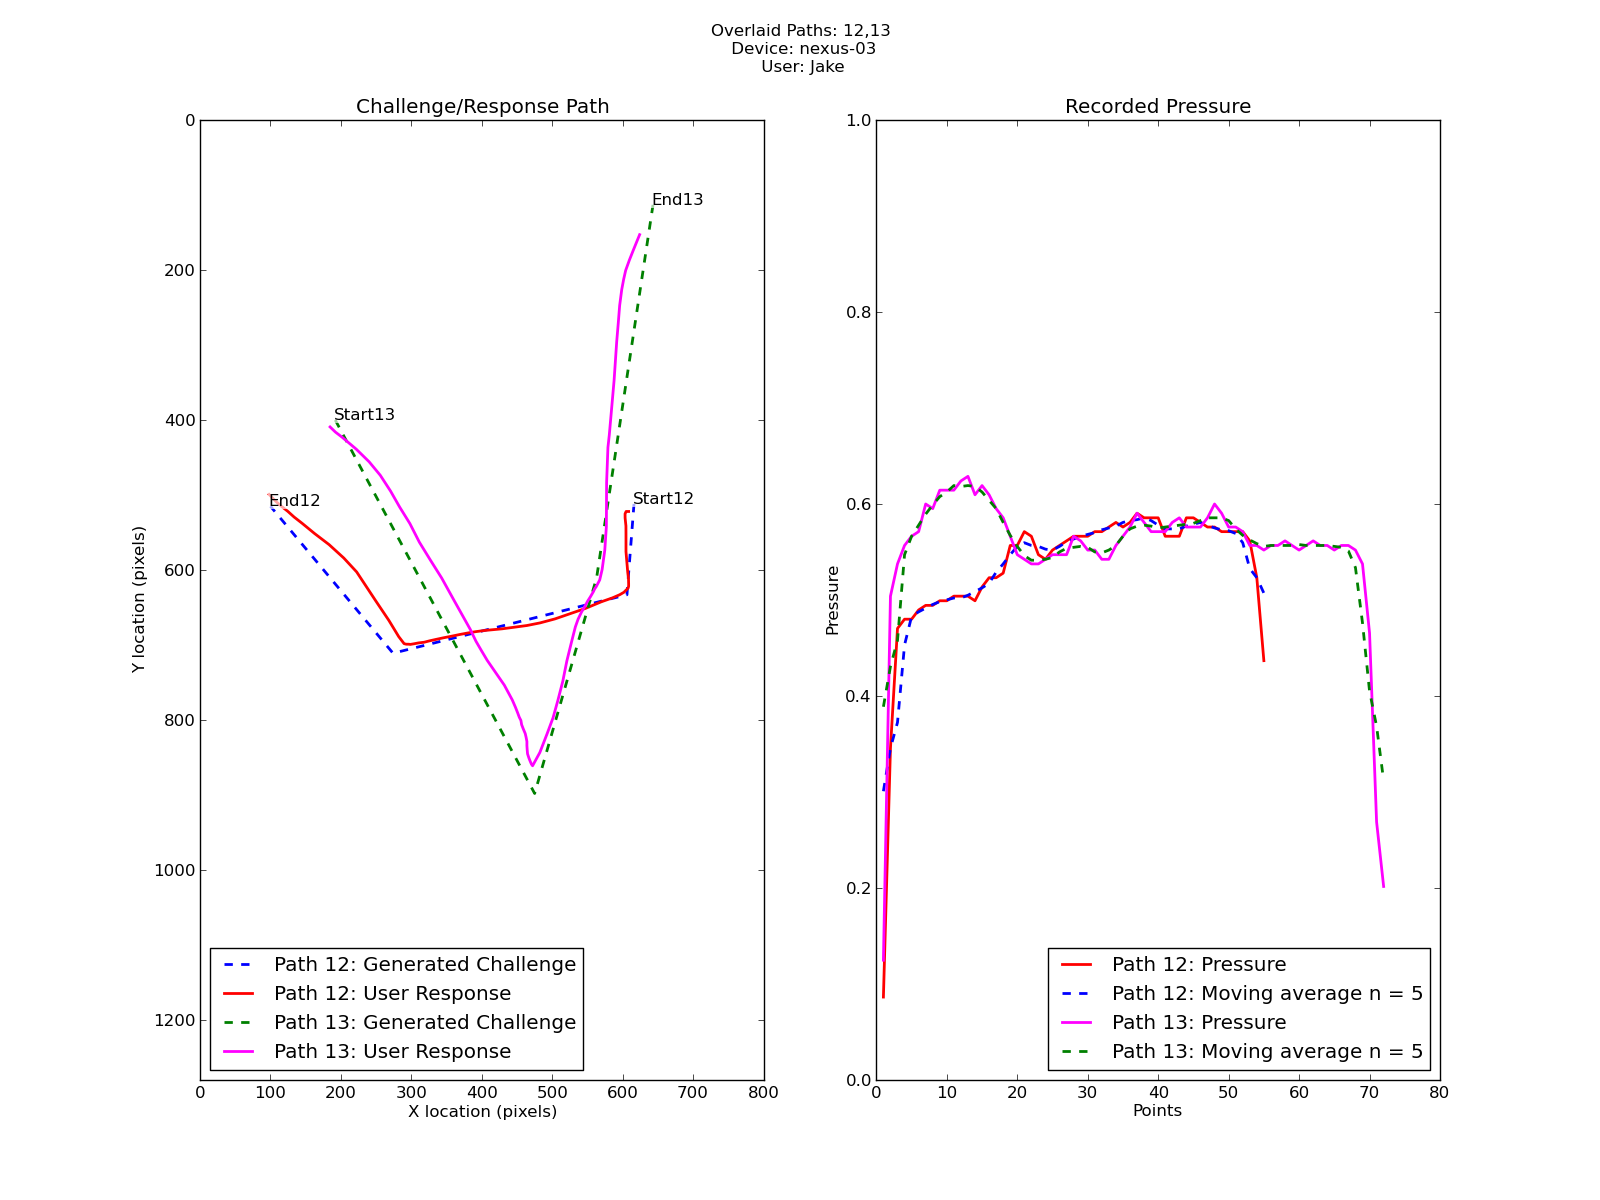 Overlaid Paths: 12,13
Device: nexus-03
User: Jake
Challenge/Response Path
0
200
400
600
800
1000
1200
Y location (pixels)
End13
Start13
End12
Start12
Path 12: Generated Challenge
Path 12: User Response
Path 13: Generated Challenge
Path 13: User Response
0 100 200 300 400 500 600 700 800
X location (pixels)
Recorded Pressure
1.0
0.8
0.6
0.4
0.2
0.0
Pressure
Path 12: Pressure
Path 12: Moving average n = 5
Path 13: Pressure
Path 13: Moving average n = 5
0 10 20 30 40 50 60 70 80
Points